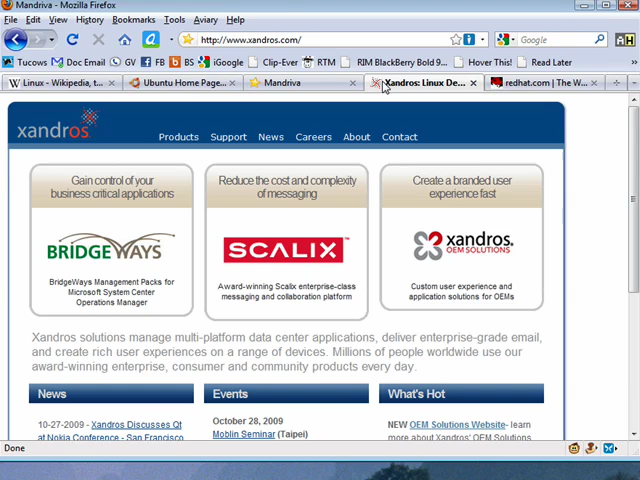 Mandriva - Mozilla Firefox
File Edit View History Bookmarks Tools Aviary Help
http://www.xandros.com/
Google
Tucows Doc Email GV FB BS iGoogle Clip-Ever RTM RIM BlackBerry Bold 9... Hover This! Read Later
Linux - Wikipedia, t...
Ubuntu Home Page...
Mandriva
Xandros: Linux De...
redhat.com | The W...
xandros
Products Support News Careers About Contact
Gain control of your
business critical applications
BRIDGEWAYS
BridgeWays Management Packs for
Microsoft System Center
Operations Manager
Reduce the cost and complexity
of messaging
SCALIX
Award-winning Scalix enterprise-class
messaging and collaboration platform
Create a branded user
experience fast
xandros
OEM SOLUTIONS
Custom user experience and
application solutions for OEMs
Xandros solutions manage multi-platform data center applications, deliver enterprise-grade email,
and create rich user experiences on a range of devices. Millions of people worldwide use our
award-winning enterprise, consumer and community products every day.
News
10-27-2009 - Xandros Discusses Qt
at Nokia Conference - San Francisco
Events
October 28, 2009
Moblin Seminar (Taipei)
What's Hot
NEW OEM Solutions Website- learn
more about Xandros' OEM Solutions
Done